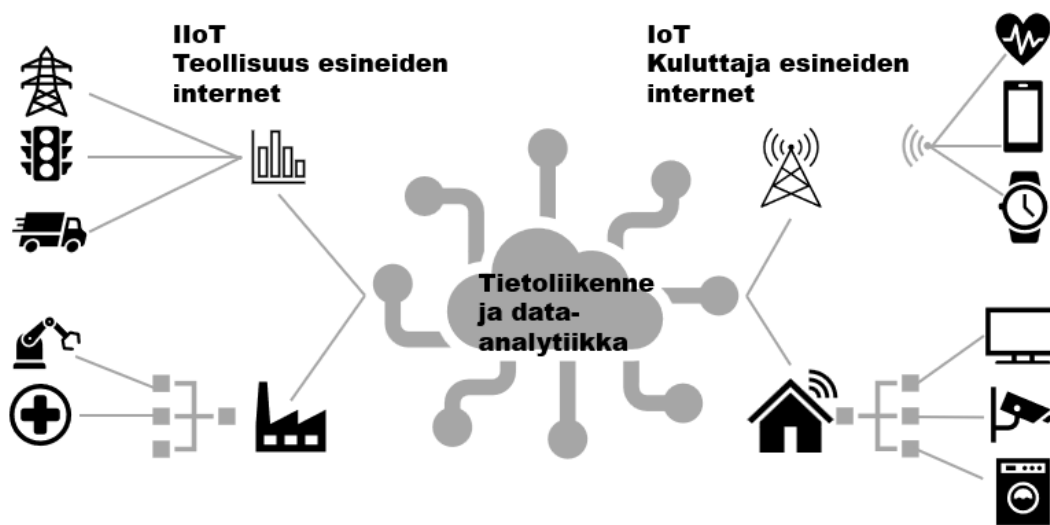 IIoT
Teollisuus esineiden
internet
IoT
Kuluttaja esineiden
internet
Tietoliikenne
ja data-
analytiikka